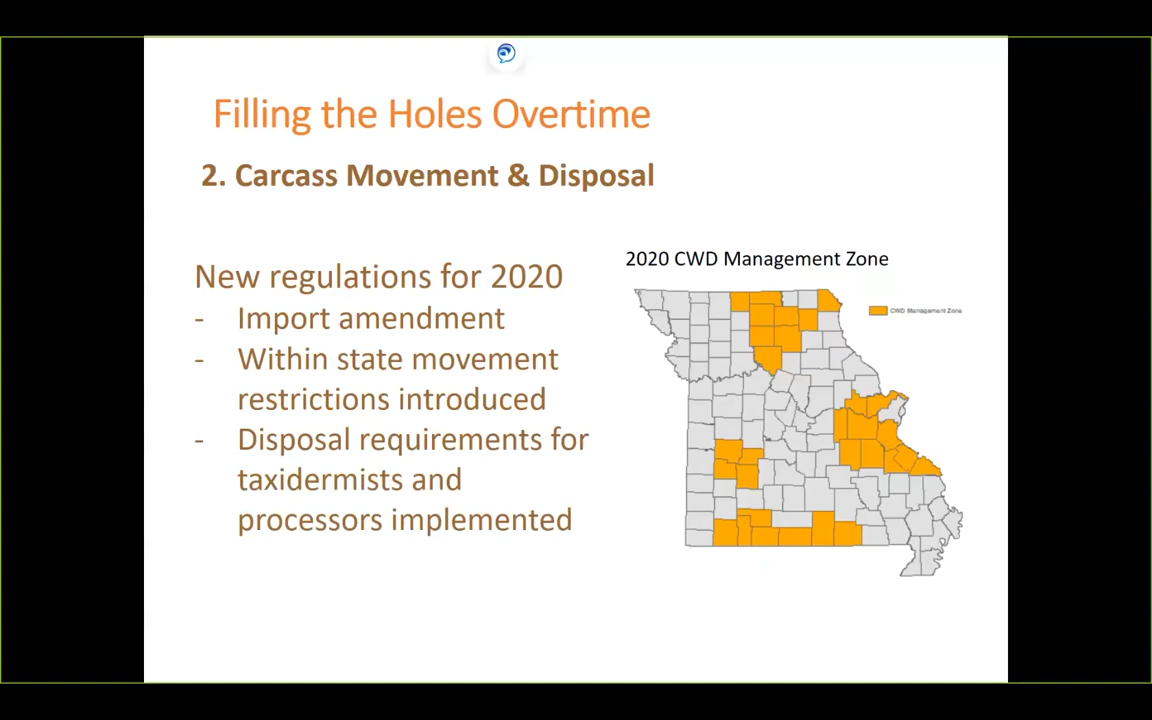 Filling the Holes Overtime
2. Carcass Movement & Disposal
New regulations for 2020
- Import amendment
- Within state movement
restrictions introduced
- Disposal requirements for
taxidermists and
processors implemented
2020 CWD Management Zone
CWD Management Zone